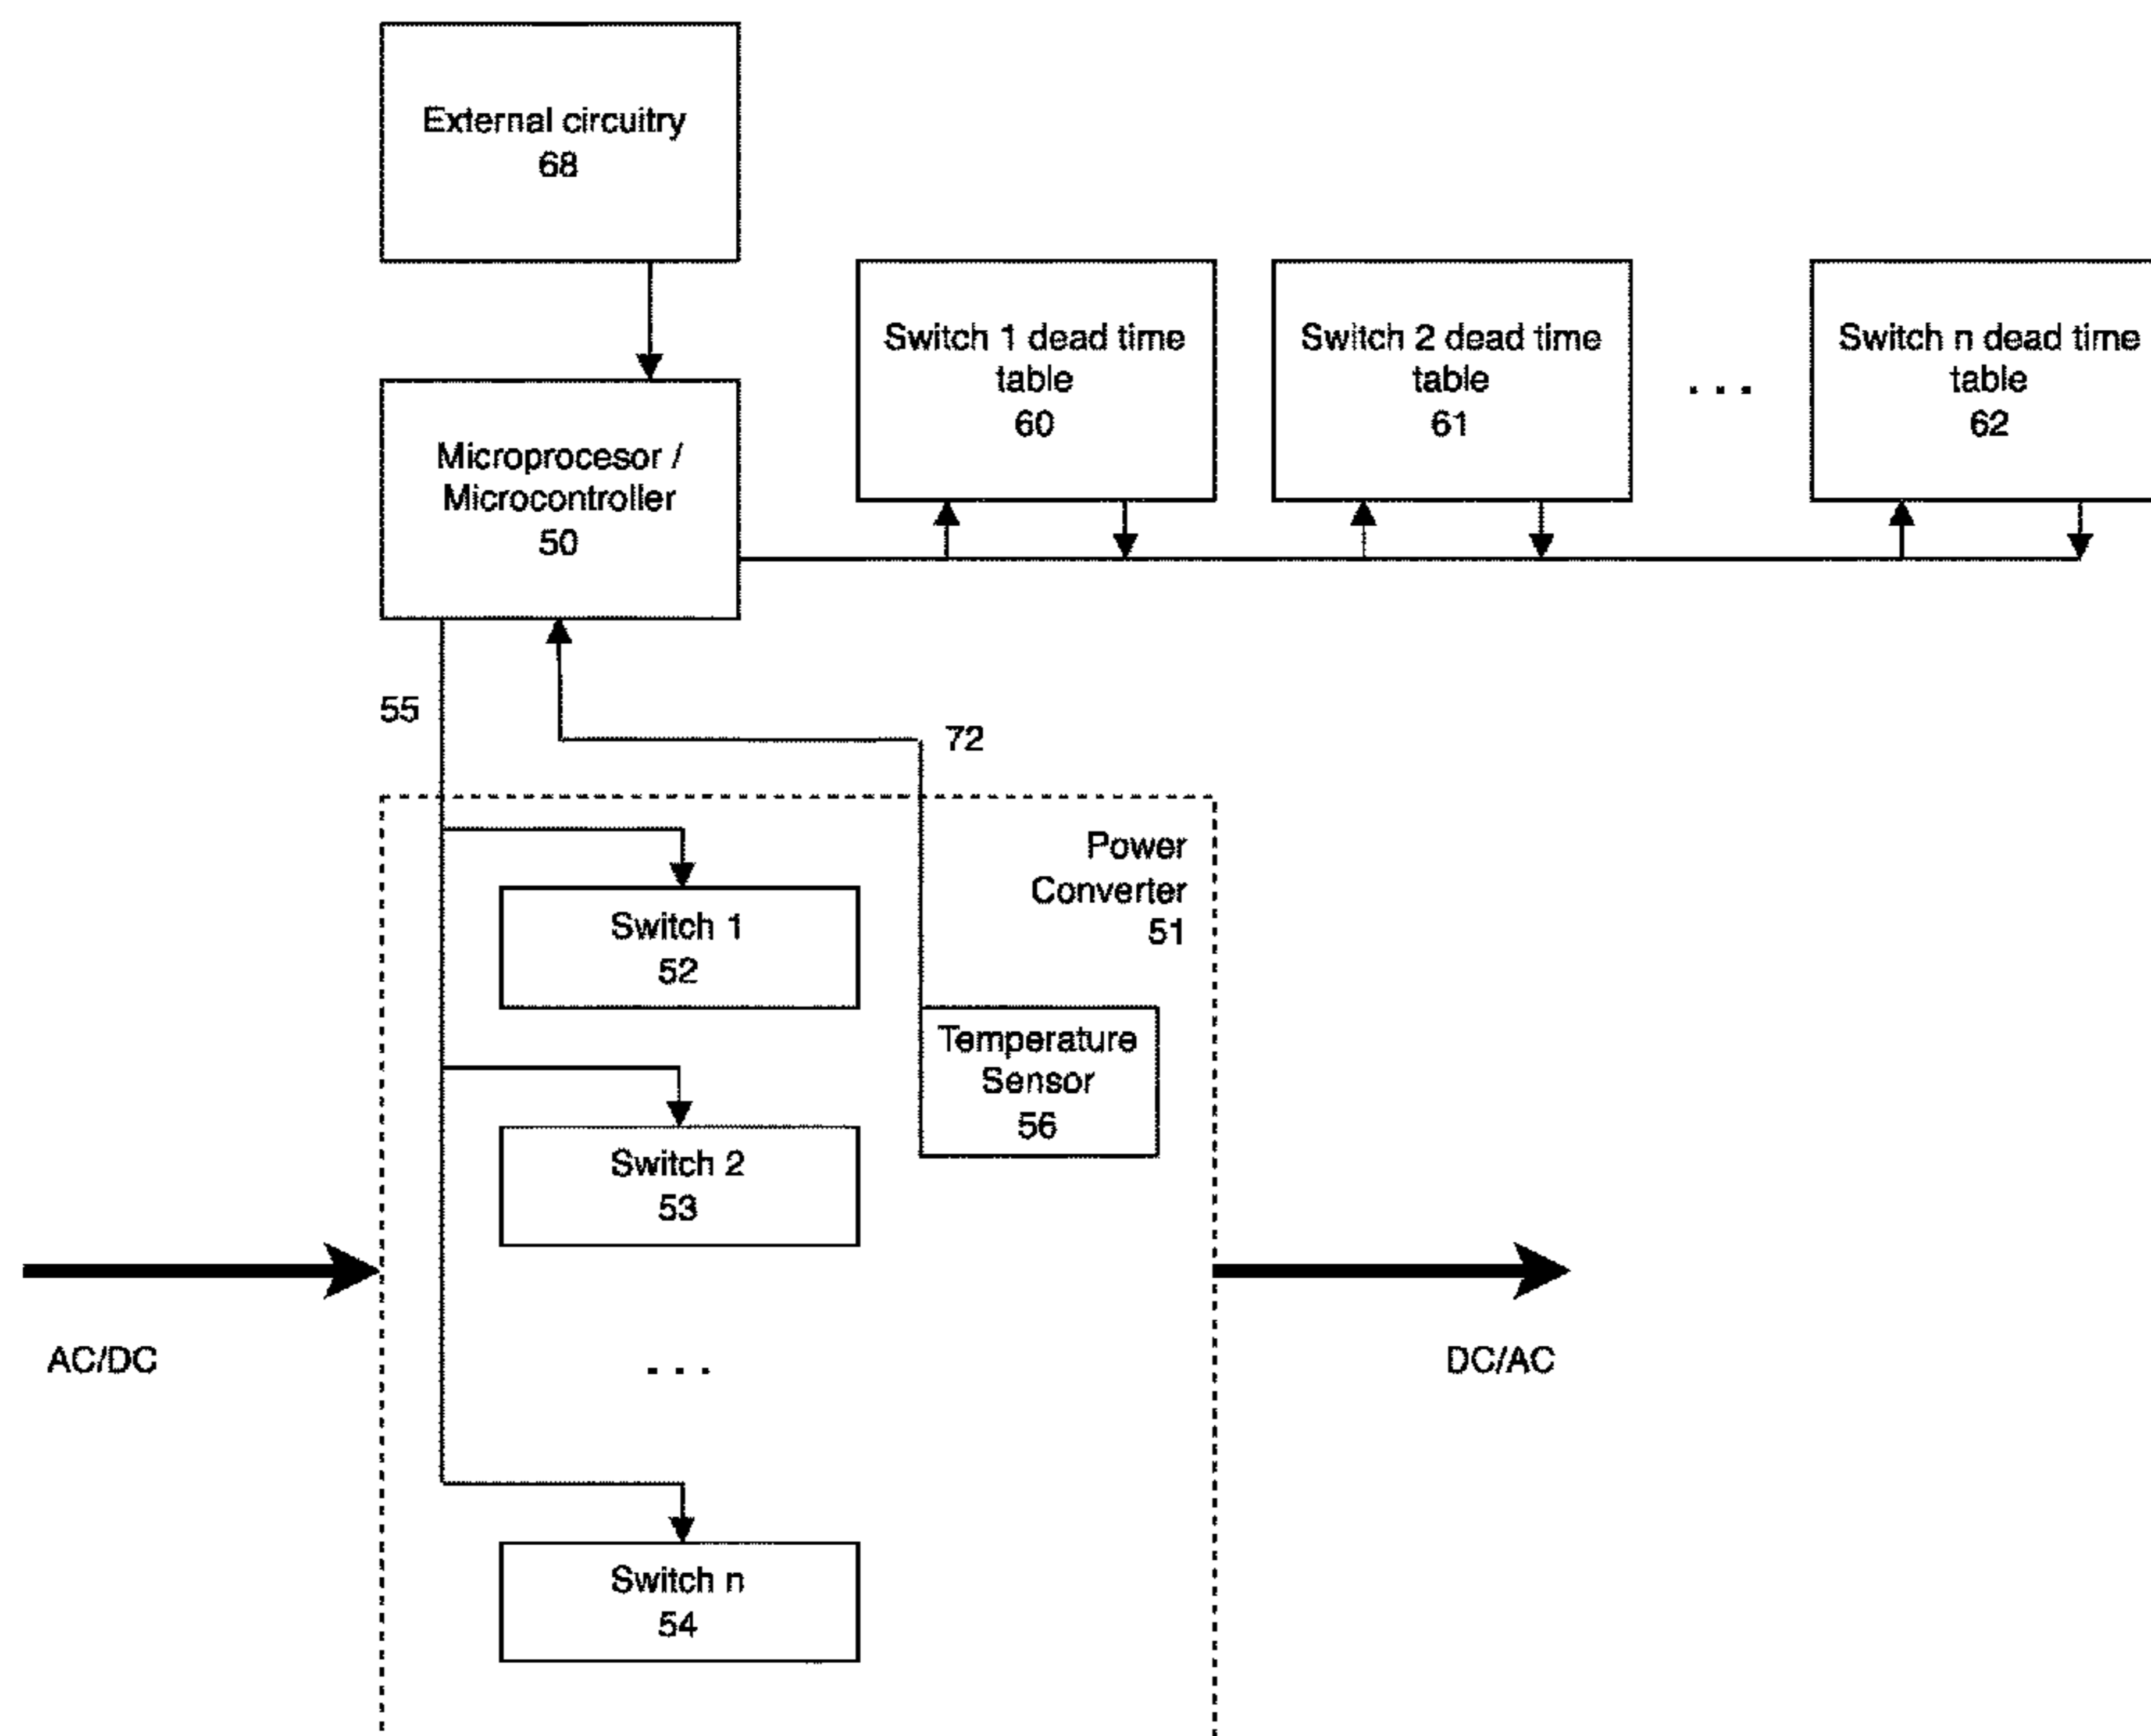 External circuitry
68
Switch 1 dead time
table
60
Switch 2 dead time
table
61
. . .
Switch n dead time
table
62
Microprocesor /
Microcontroller
50
55
72
Power
Converter
51
Switch 1
52
Temperature
Sensor
56
Switch 2
53
AC/DC
. . .
DC/AC
Switch n
54